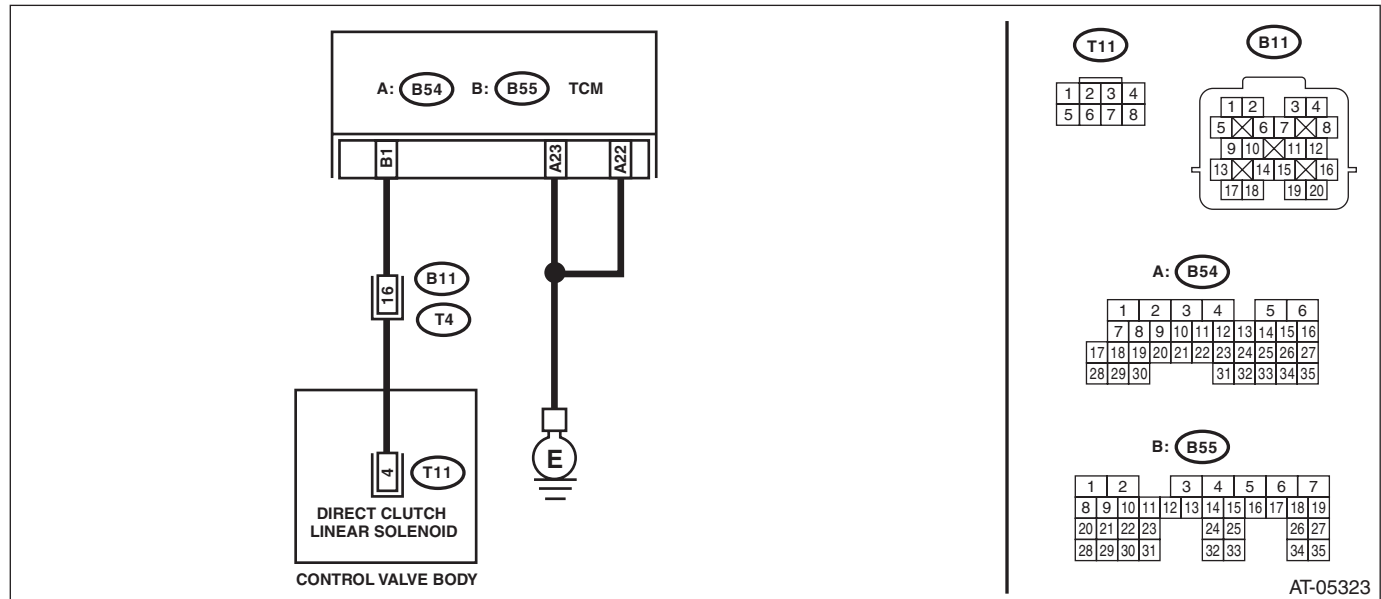 A: B54 B: B55 TCM
B1 A23 A22
16
B11
T4
4
T11
DIRECT CLUTCH
LINEAR SOLENOID
CONTROL VALVE BODY
E
T11
1 2 3 4
5 6 7 8
B11
1 2 3 4
5 6 7 8
9 10 11 12
13 14 15 16
17 18 19 20
A: B54
1 2 3 4 5 6
7 8 9 10 11 12 13 14 15 16
17 18 19 20 21 22 23 24 25 26 27
28 29 30 31 32 33 34 35
B: B55
1 2 3 4 5 6 7
8 9 10 11 12 13 14 15 16 17 18 19
20 21 22 23 24 25 26 27
28 29 30 31 32 33 34 35
AT-05323